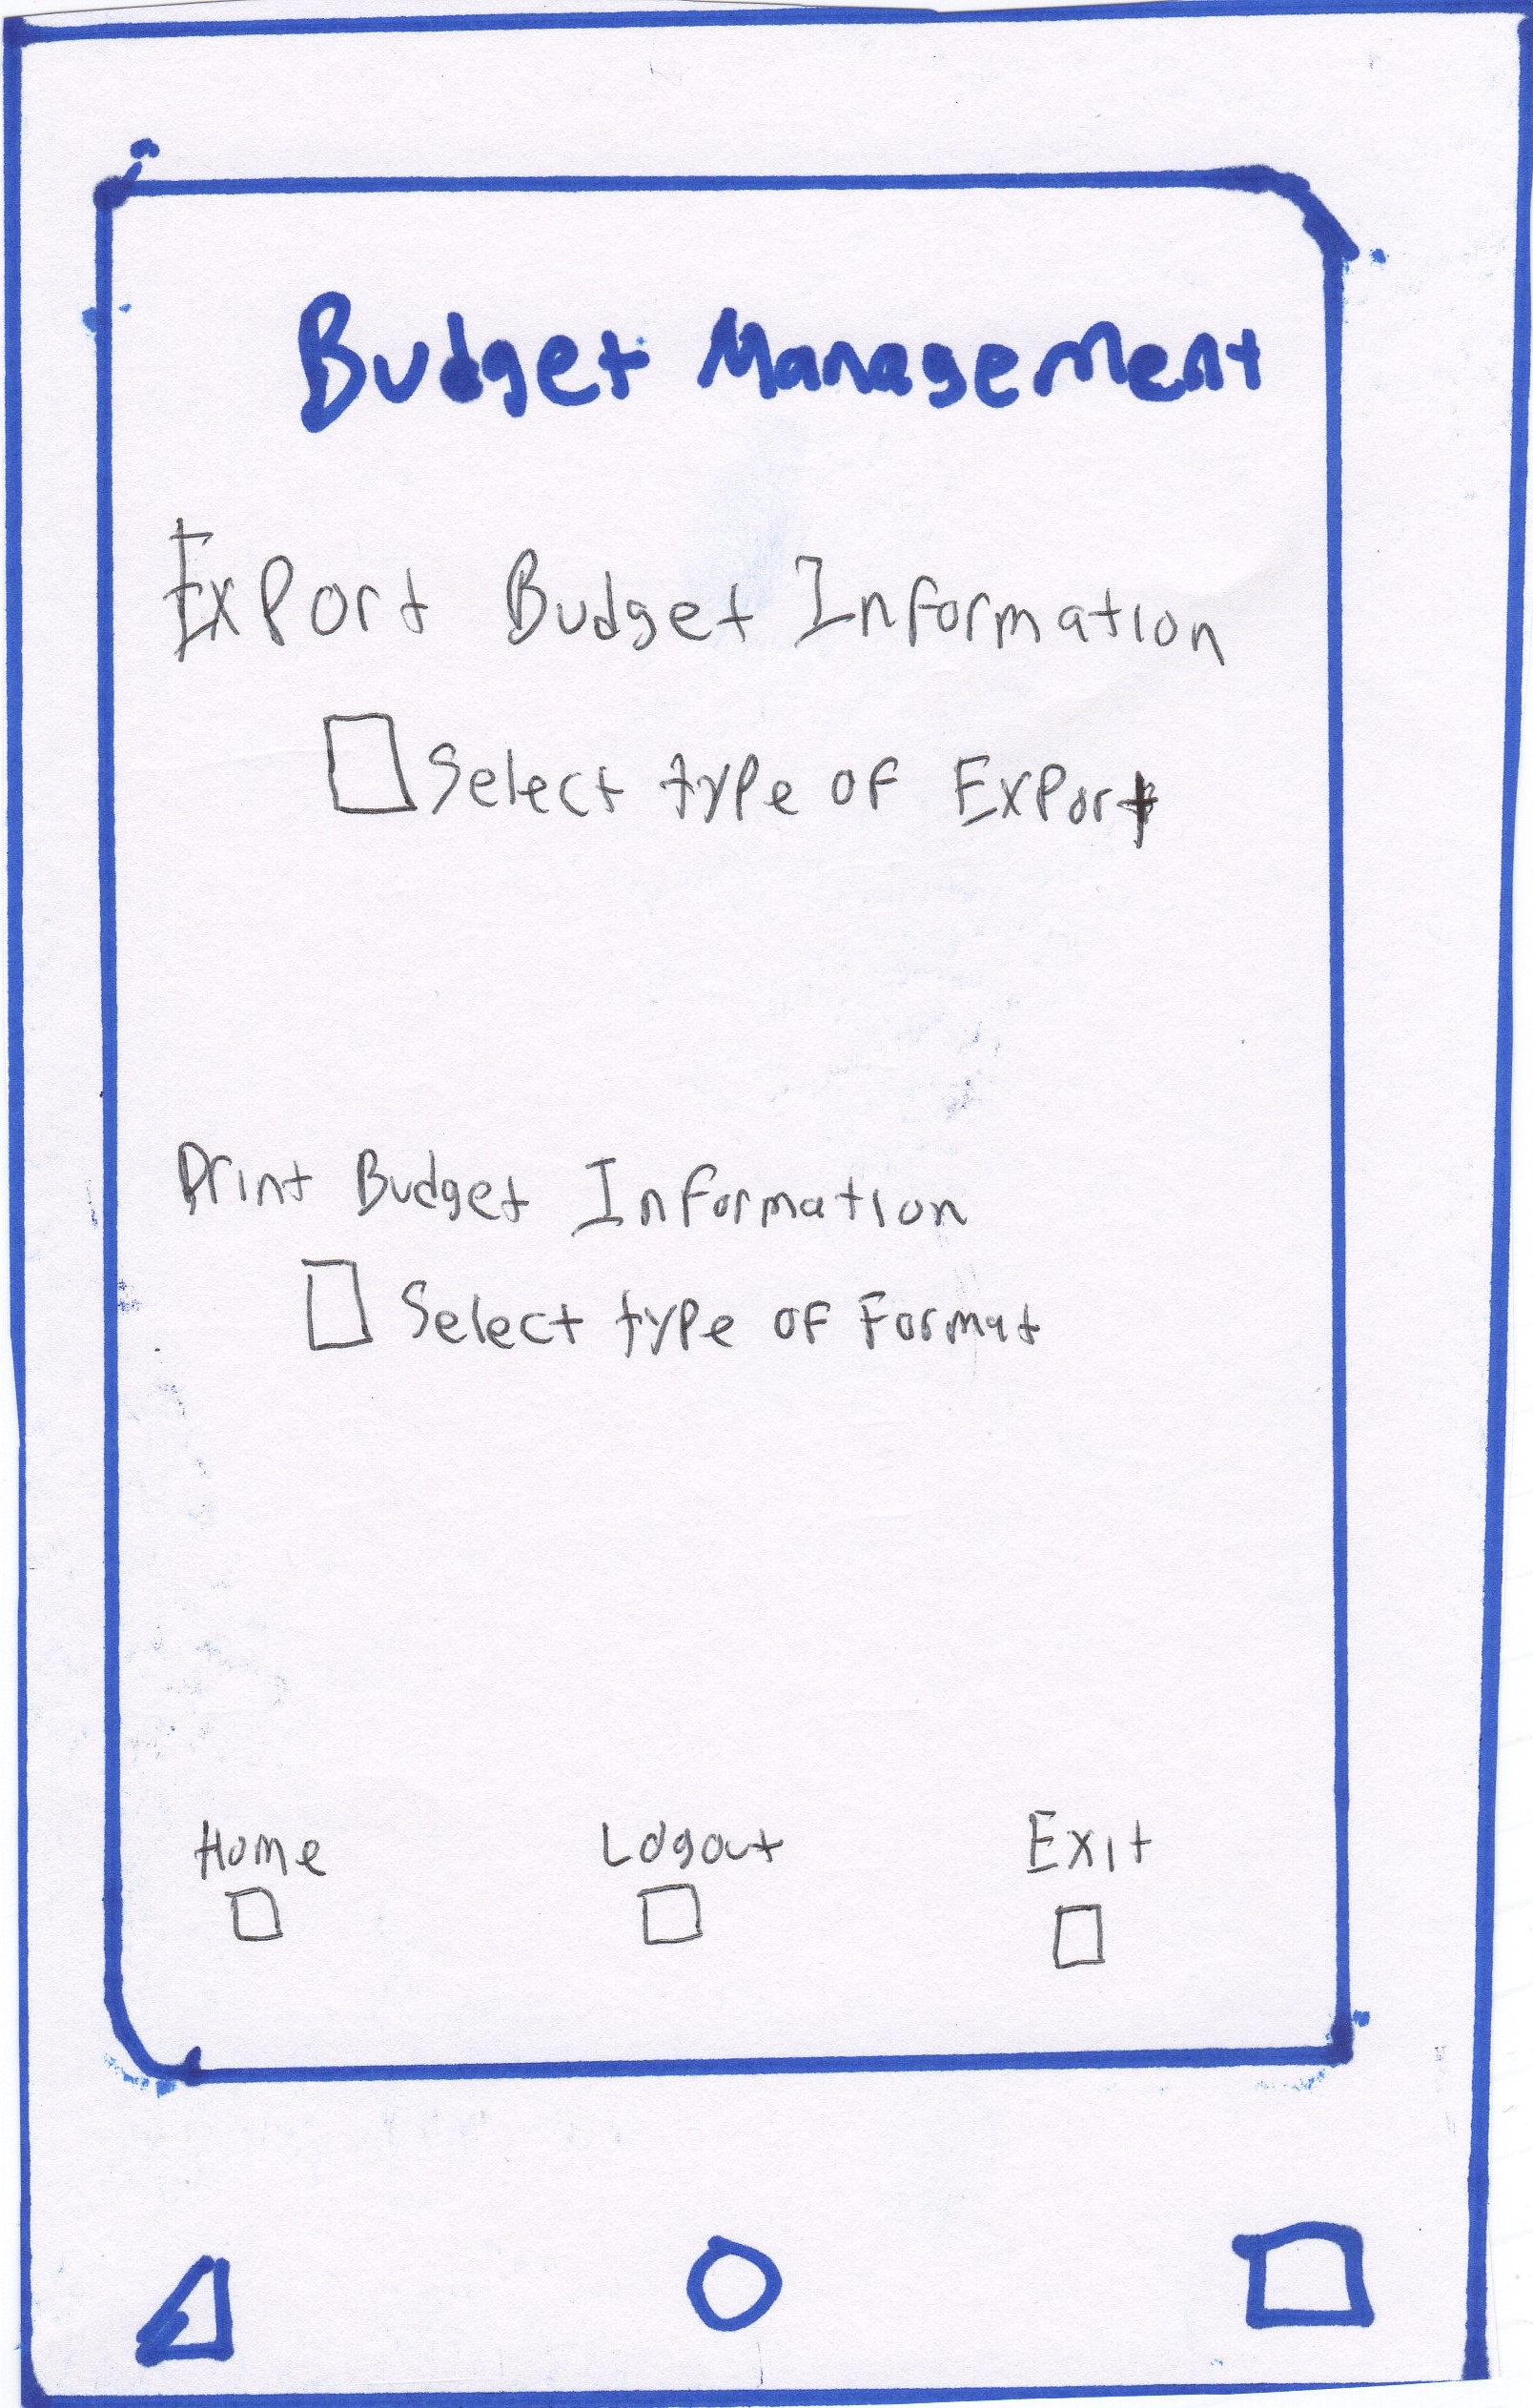 Budget Management
Export Budget Information
Select type of Export
Print Budget Information
Select type of Format
Home Logout Exit